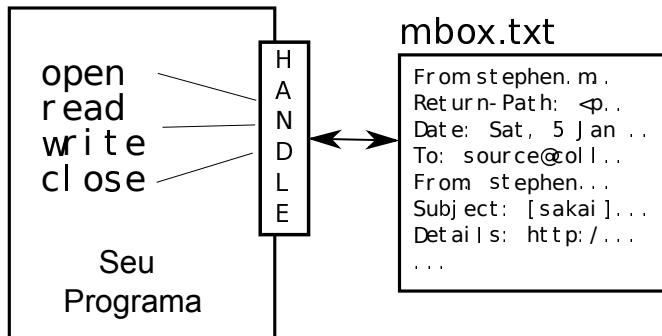 open
read
write
close
Seu
Programa
HANDLE
mbox.txt
From stephen.m..
Return-Path: <p..
Date: Sat, 5 Jan ..
To: source@coll..
From: stephen...
Subject: [sakai]...
Details: http:/...
...